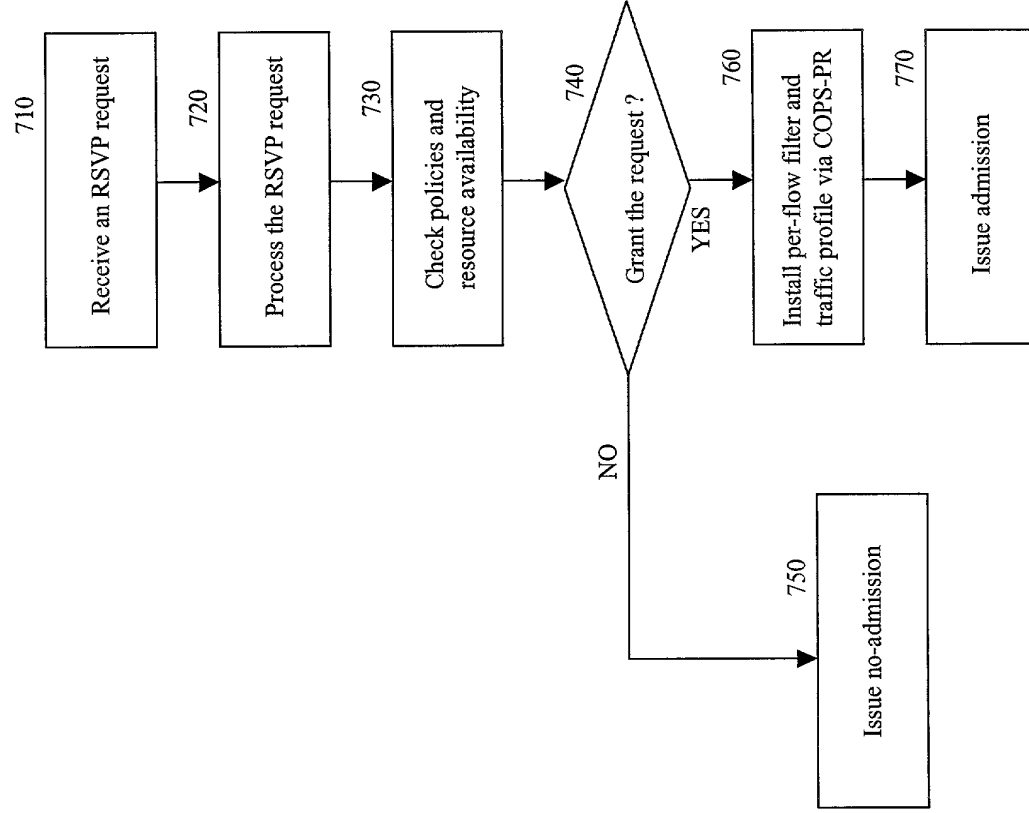 710
Receive an RSVP request
720
Process the RSVP request
730
Check policies and
resource availability
740
Grant the request ?
NO
YES
750
Issue no-admission
760
Install per-flow filter and
traffic profile via COPS-PR
770
Issue admission